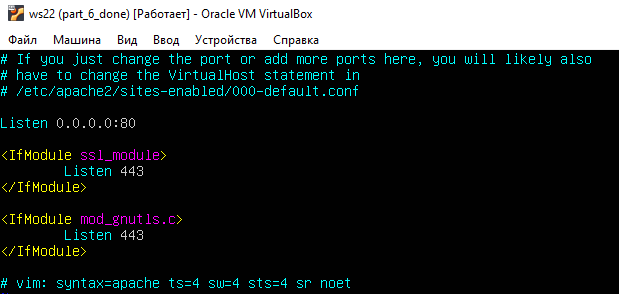 ws22 (part_6_done) [Работает] - Oracle VM VirtualBox
Файл Машина Вид Ввод Устройства Справка
# If you just change the port or add more ports here, you will likely also
# have to change the VirtualHost statement in
# /etc/apache2/sites-enabled/000-default.conf
Listen 0.0.0.0:80
<IfModule ssl_module>
Listen 443
</IfModule>
<IfModule mod_gnutls.c>
Listen 443
</IfModule>
# vim: syntax=apache ts=4 sw=4 sts=4 sr noet